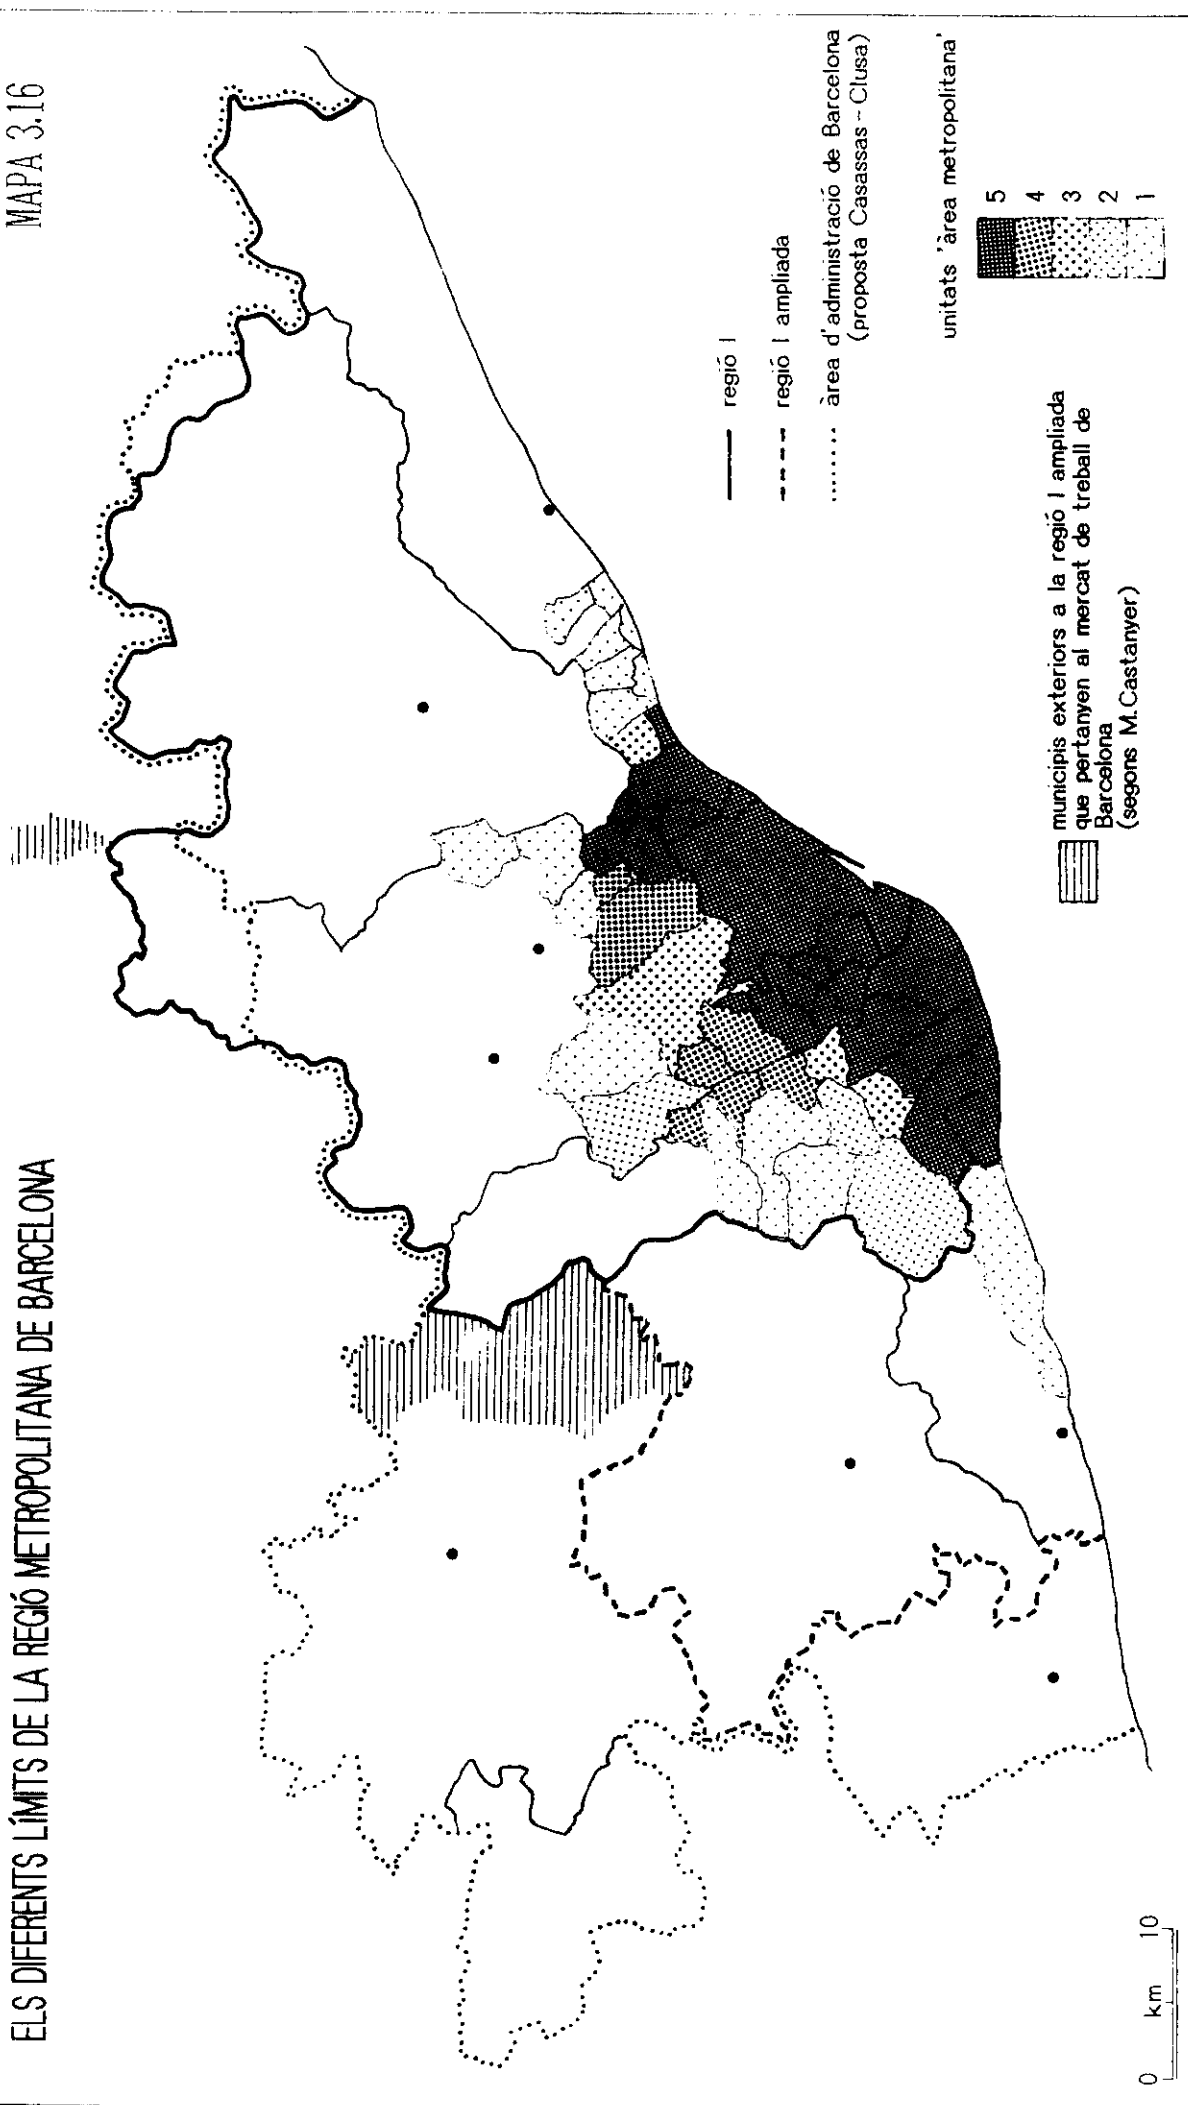 ELS DIFERENTS LÍMITS DE LA REGIÓ METROPOLITANA DE BARCELONA
MAPA 3.16
regió I
regió I ampliada
àrea d'administració de Barcelona
(proposta Casassas - Clusa)
unitats 'àrea metropolitana'
5
4
3
2
1
municipis exteriors a la regió I ampliada
que pertanyen al mercat de treball de
Barcelona
(segons M.Castanyer)
0 km 10